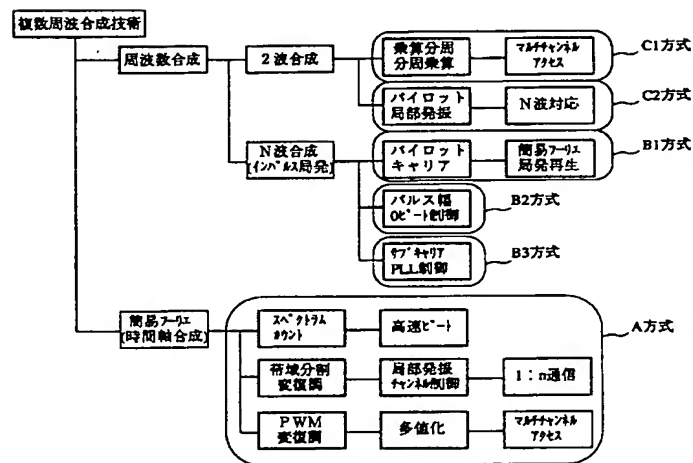 複数周波合成技術
周波数合成
2波合成
乗算分周
分周乗算
マルチチャンネル
アクセス
C1方式
パイロット
局部発振
N波対応
C2方式
N波合成
(インパルス局発)
パイロット
キャリア
簡易フーリエ
局発再生
B1方式
パルス幅
0ビート制御
B2方式
サブキャリア
PLL制御
B3方式
簡易フーリエ
(時間軸合成)
スペクトラム
カウント
高速ビート
A方式
帯域分割
変復調
局部発振
チャンネル制御
1:n通信
PWM
変復調
多値化
マルチチャンネル
アクセス